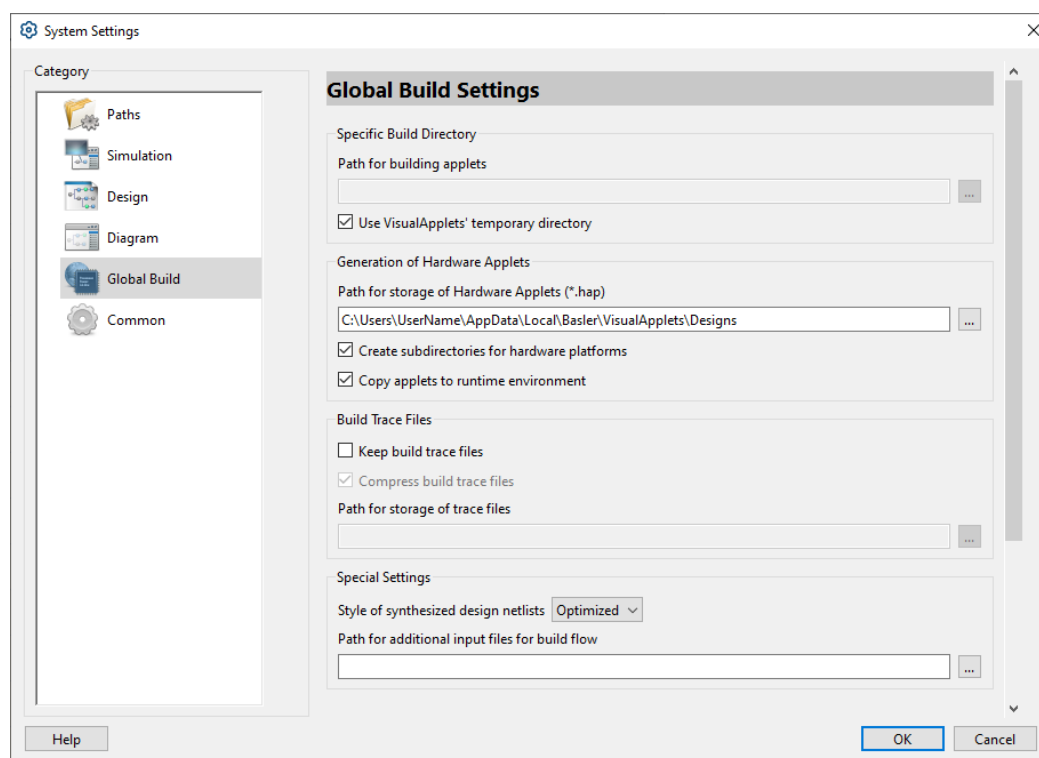 System Settings
Category
Paths
Simulation
Design
Diagram
Global Build
Common
Global Build Settings
Specific Build Directory
Path for building applets
...
Use VisualApplets' temporary directory
Generation of Hardware Applets
Path for storage of Hardware Applets (*.hap)
C:\Users\UserName\AppData\Local\Basler\VisualApplets\Designs
...
Create subdirectories for hardware platforms
Copy applets to runtime environment
Build Trace Files
Keep build trace files
Compress build trace files
Path for storage of trace files
...
Special Settings
Style of synthesized design netlists Optimized
Path for additional input files for build flow
...
Help
OK
Cancel